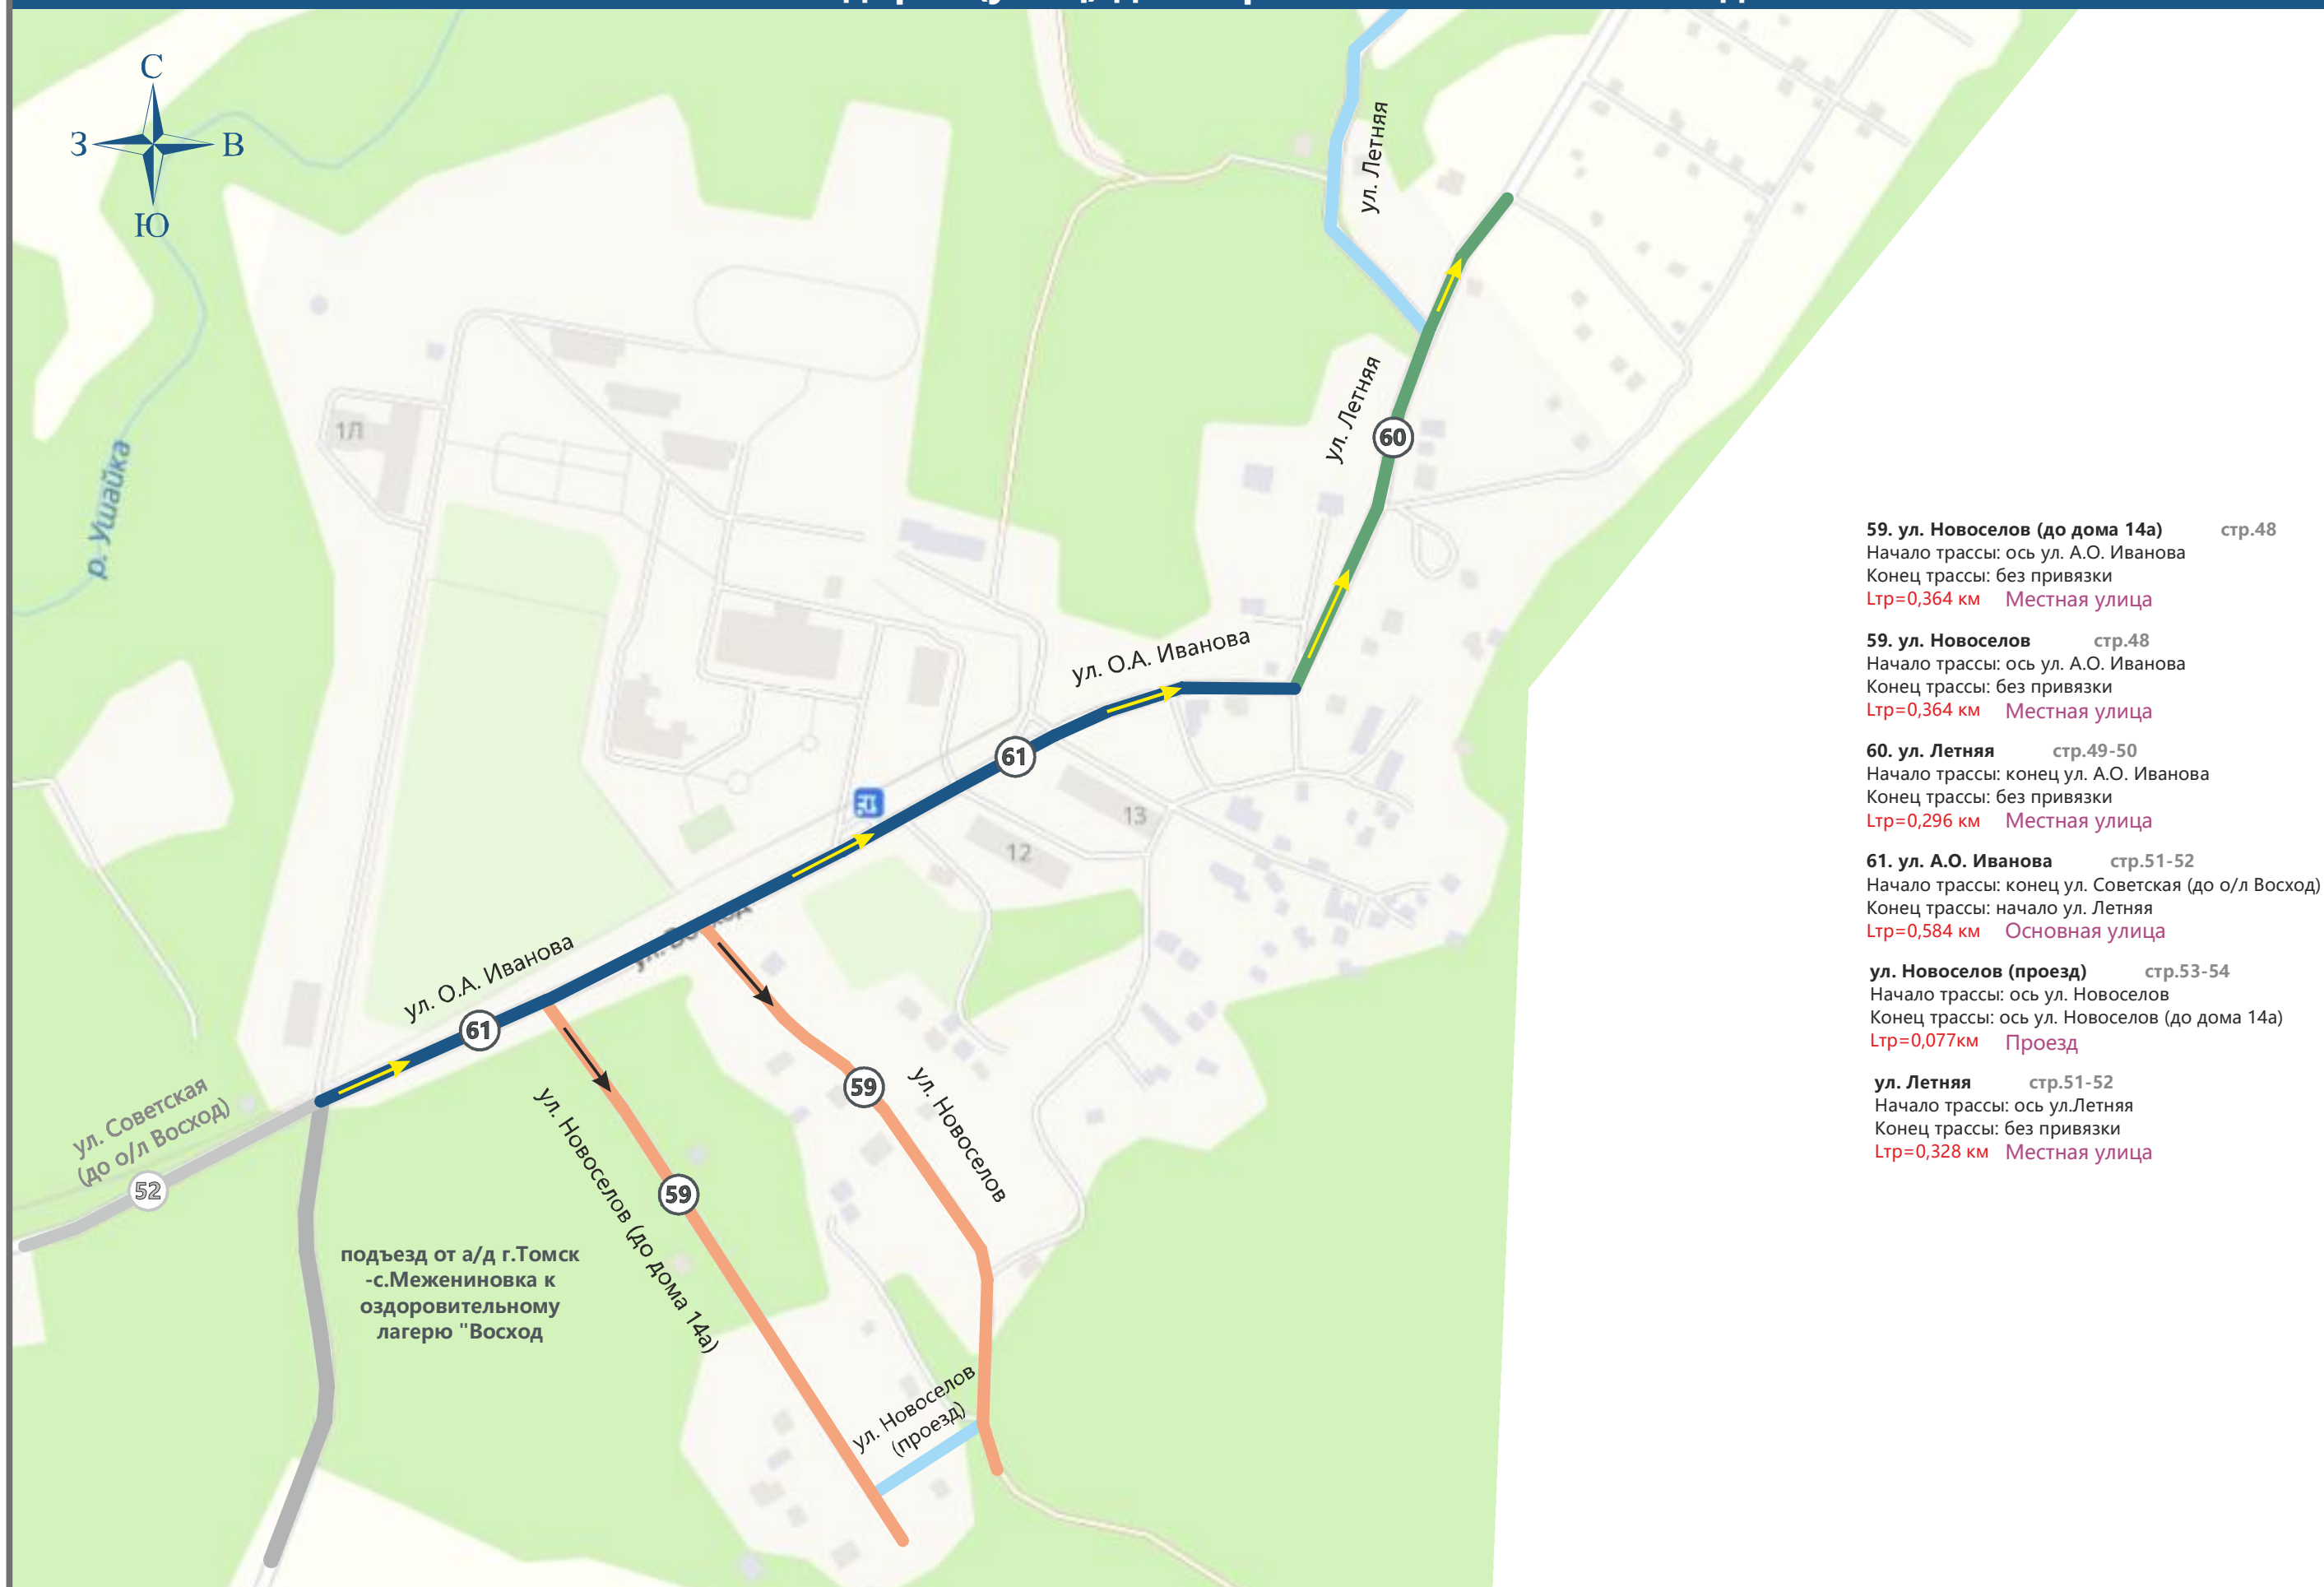 С
З
В
Ю
р. Ушайка
1Л
ул. Летняя
ул. Летняя
60
ул. О.А. Иванова
61
13
12
ул. О.А. Иванова
61
ул. Советская
(до о/л Восход)
52
59
ул. Новоселов
59
ул. Новоселов (до дома 14а)
подъезд от а/д г.Томск
-с.Межениновка к
оздоровительному
лагерю "Восход
ул. Новоселов
(проезд)
59. ул. Новоселов (до дома 14а) стр.48
Начало трассы: ось ул. А.О. Иванова
Конец трассы: без привязки
Lтр=0,364 км Местная улица
59. ул. Новоселов стр.48
Начало трассы: ось ул. А.О. Иванова
Конец трассы: без привязки
Lтр=0,364 км Местная улица
60. ул. Летняя стр.49-50
Начало трассы: конец ул. А.О. Иванова
Конец трассы: без привязки
Lтр=0,296 км Местная улица
61. ул. А.О. Иванова стр.51-52
Начало трассы: конец ул. Советская (до о/л Восход)
Конец трассы: начало ул. Летняя
Lтр=0,584 км Основная улица
ул. Новоселов (проезд) стр.53-54
Начало трассы: ось ул. Новоселов
Конец трассы: ось ул. Новоселов (до дома 14а)
Lтр=0,077км Проезд
ул. Летняя стр.51-52
Начало трассы: ось ул.Летняя
Конец трассы: без привязки
Lтр=0,328 км Местная улица